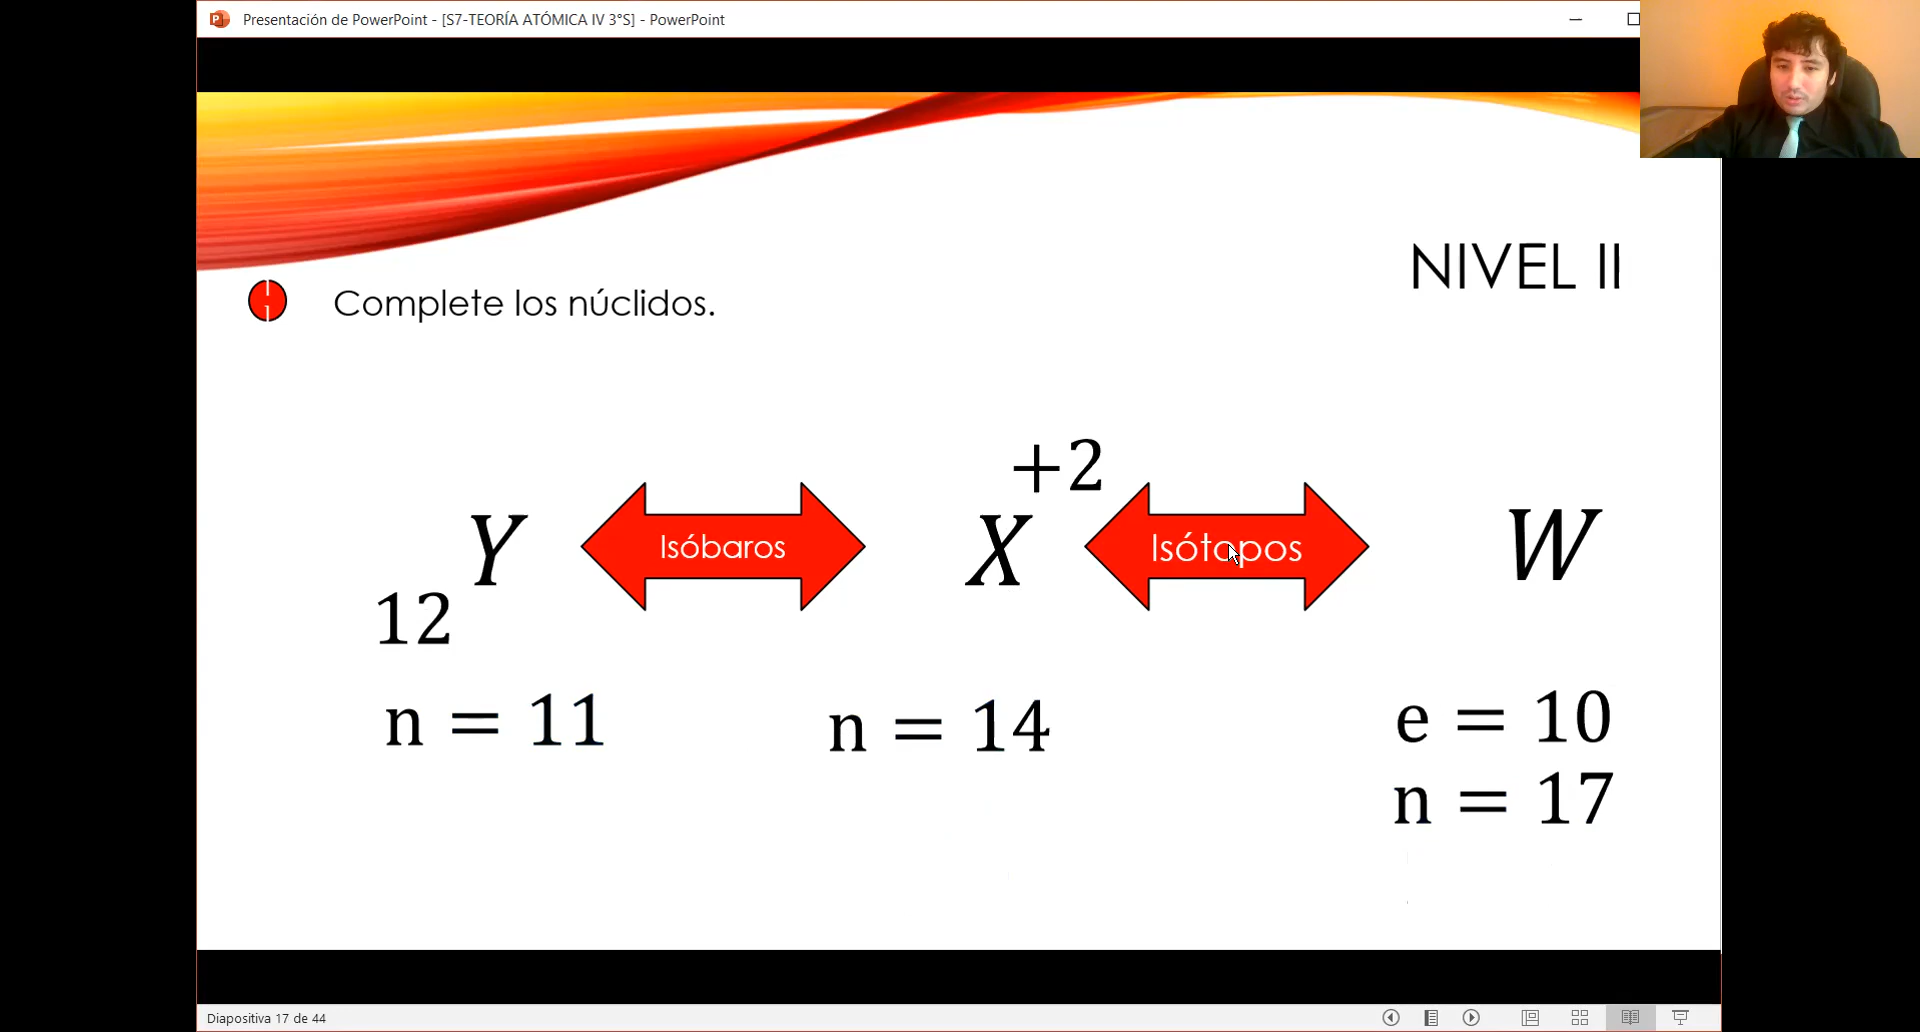 Presentación de PowerPoint - [S7-TEORÍA ATÓMICA IV 3°S] - PowerPoint
NIVEL II
11
Complete los núclidos.
+2
Y Isóbaros X Isótopos W
12
n = 11 n = 14 e = 10
n = 17
Diapositiva 17 de 44